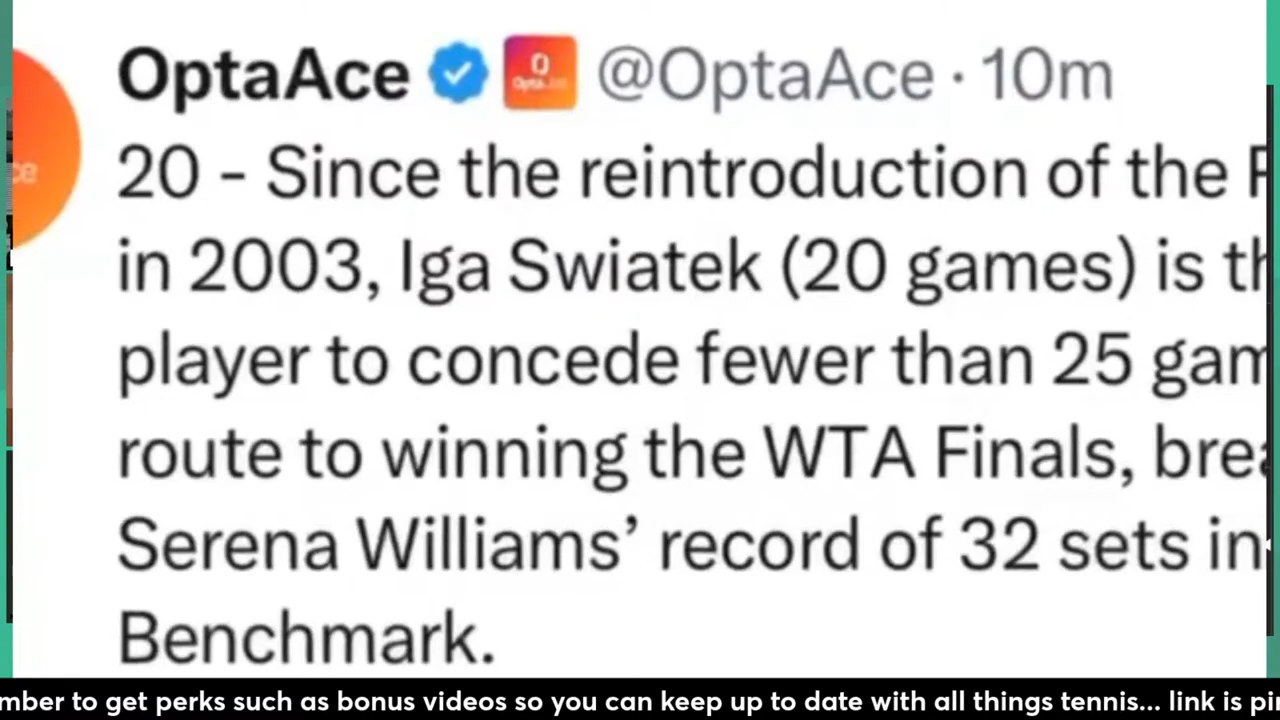 OptaAce @OptaAce · 10m
20 - Since the reintroduction of the
in 2003, Iga Swiatek (20 games) is
player to concede fewer than 25
route to winning the WTA Finals,
Serena Williams’ record of 32 sets in
Benchmark.
to get perks such as bonus videos so you can keep up to date with all things tennis... link is